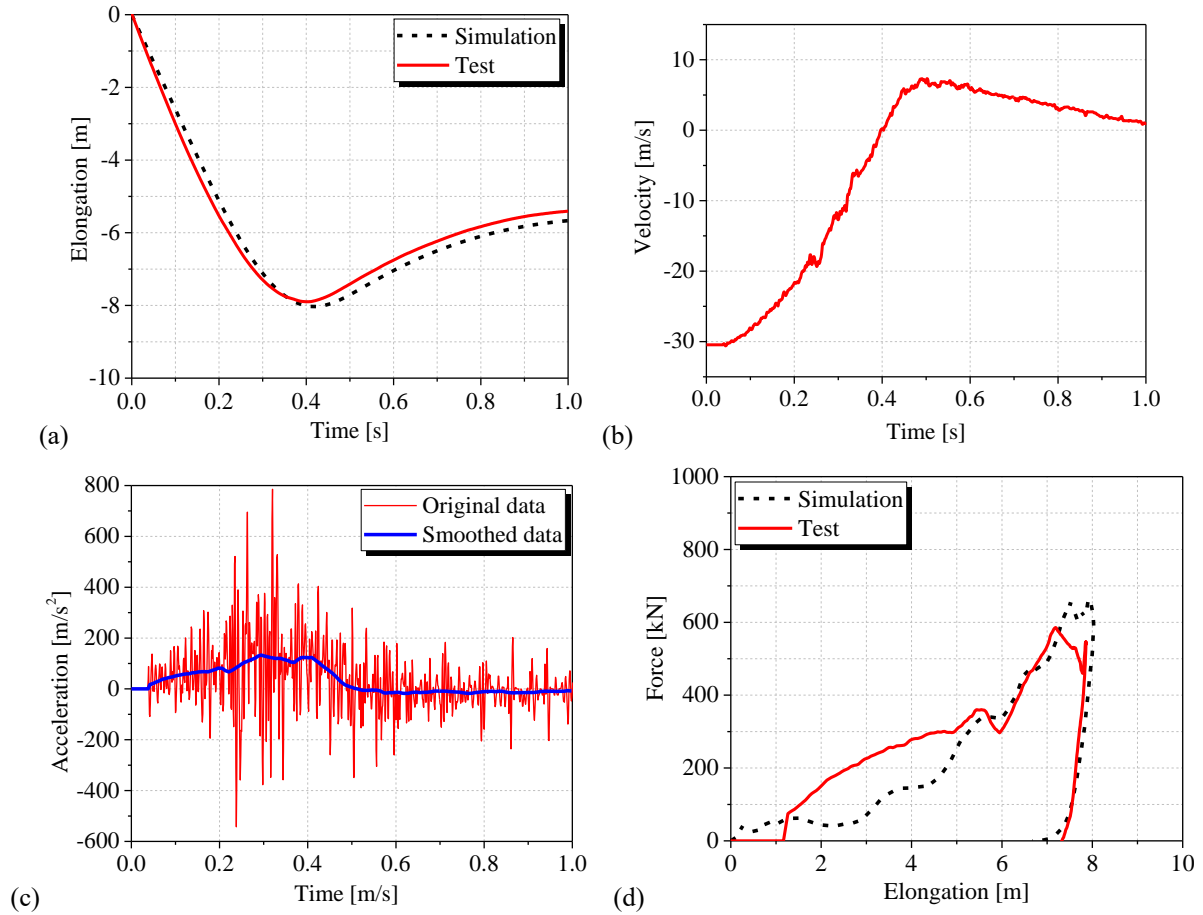 0
-2
-4
-6
-8
-10
Elongation [m]
Simulation
Test
0.0 0.2 0.4 0.6 0.8 1.0
Time [s]
(a)
10
0
-10
-20
-30
Velocity [m/s]
0.0 0.2 0.4 0.6 0.8 1.0
Time [s]
(b)
800
600
400
200
0
-200
-400
-600
Acceleration [m/s²]
Original data
Smoothed data
0.0 0.2 0.4 0.6 0.8 1.0
Time [m/s]
(c)
1000
800
600
400
200
0
Force [kN]
Simulation
Test
0 2 4 6 8 10
Elongation [m]
(d)